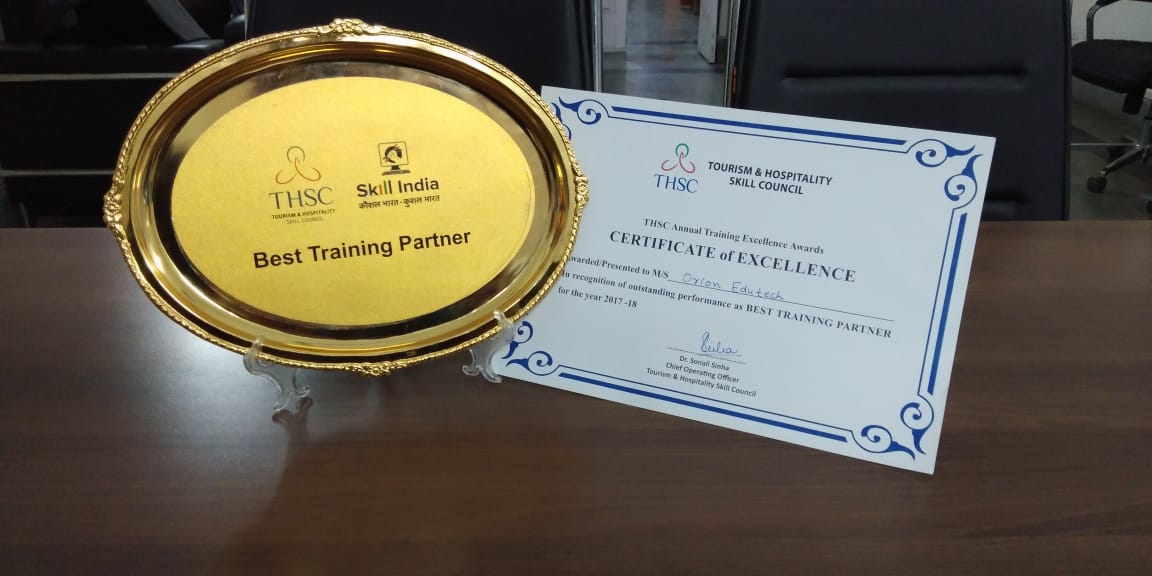 THSC
TOURISM & HOSPITALITY
SKILL COUNCIL
Skill India
कौशल भारत - कुशल भारत
Best Training Partner
THSC
TOURISM & HOSPITALITY
SKILL COUNCIL
THSC Annual Training Excellence Awards
CERTIFICATE of EXCELLENCE
warded/Presented to M/S Orion Edutech
In recognition of outstanding performance as BEST TRAINING PARTNER
for the year 2017 -18
Dr. Sonali Sinha
Chief Operating Officer
Tourism & Hospitality Skill Council